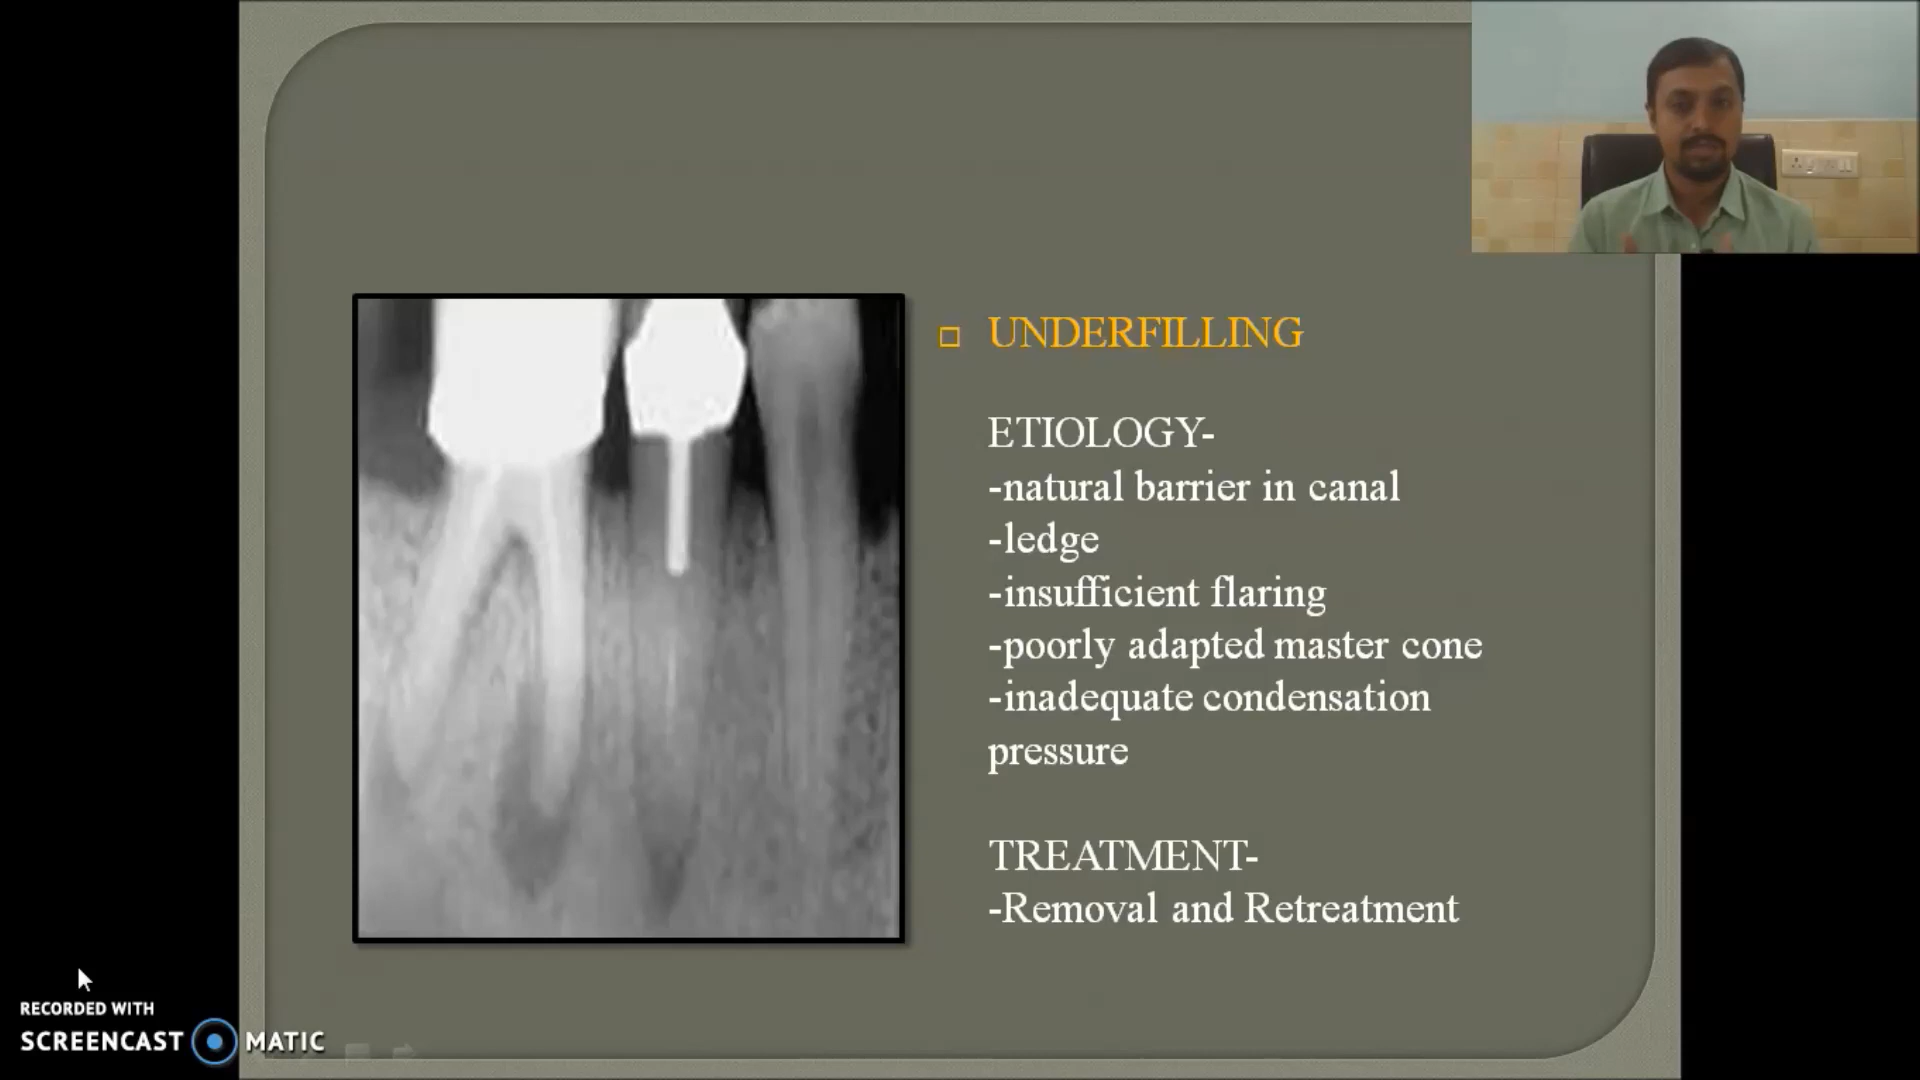 UNDERFILLING
ETIOLOGY-
-natural barrier in canal
-ledge
-insufficient flaring
-poorly adapted master cone
-inadequate condensation
pressure
TREATMENT-
-Removal and Retreatment
RECORDED WITH
SCREENCAST MATIC